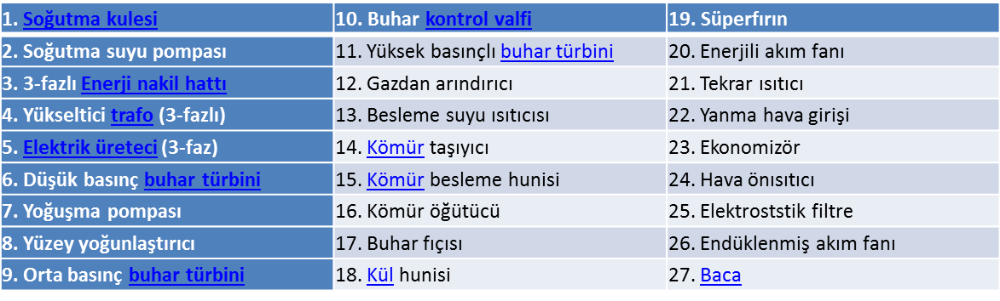 1. Soğutma kulesi
2. Soğutma suyu pompası
3. 3-fazlı Enerji nakil hattı
4. Yükseltici trafo (3-fazlı)
5. Elektrik üreteci (3-faz)
6. Düşük basınç buhar türbini
7. Yoğuşma pompası
8. Yüzey yoğunlaştırıcı
9. Orta basınç buhar türbini
10. Buhar kontrol valfi
11. Yüksek basınçlı buhar türbini
12. Gazdan arındırıcı
13. Besleme suyu ısıtıcısı
14. Kömür taşıyıcı
15. Kömür besleme hunisi
16. Kömür öğütücü
17. Buhar fıçısı
18. Kül hunisi
19. Süperfırın
20. Enerjili akım fanı
21. Tekrar ısıtıcı
22. Yanma hava girişi
23. Ekonomizör
24. Hava önısıtıcı
25. Elektroststik filtre
26. Endüklenmiş akım fanı
27. Baca